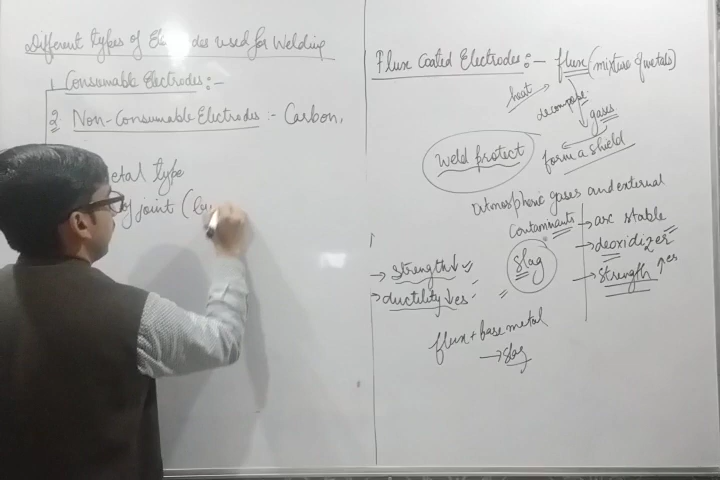 Different types of Electrodes used for Welding
1. Consumable Electrodes :-
2. Non-Consumable Electrodes :- Carbon,
etal type
of joint (
Flux Coated Electrodes :- flux (mixture of metals)
heat
decompose
gases
form a shield
Weld protect
atmospheric gases and external
contaminants
→ arc stable
→ deoxidizer
→ Strength ↑es
Slag
→ Strength ↓
→ ductility ↓es
flux + base metal
→ slag